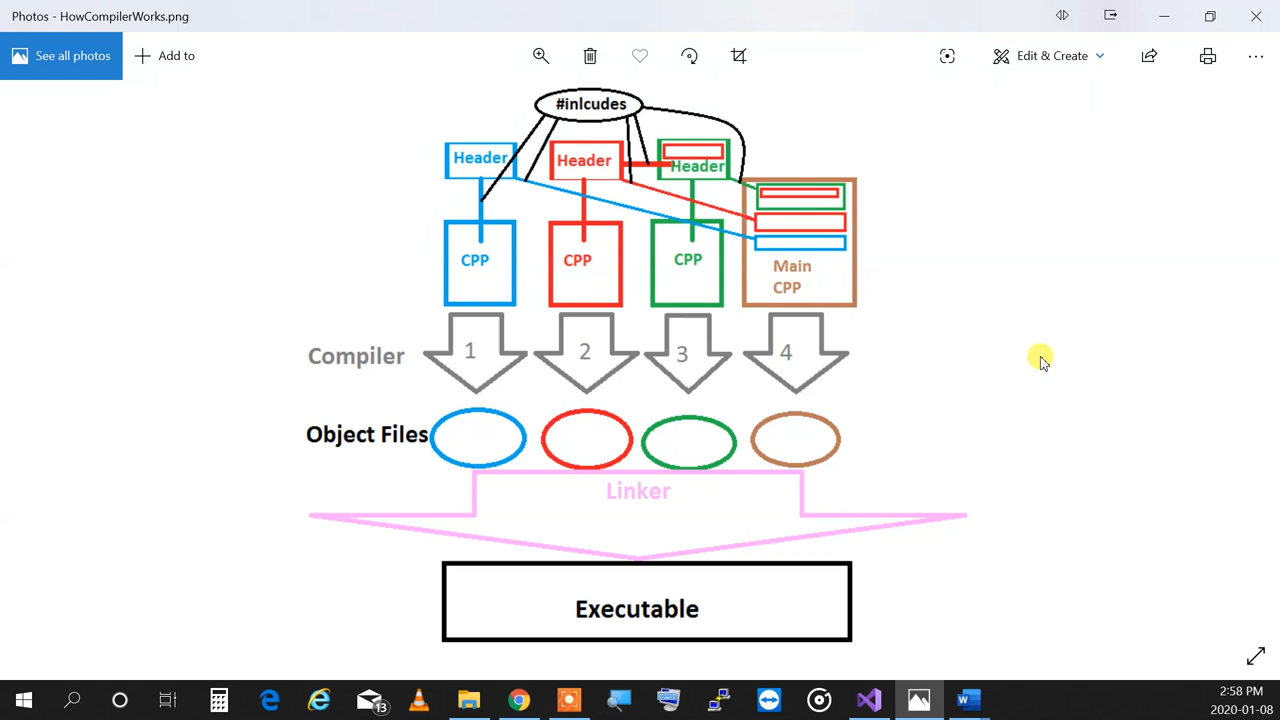 Photos - HowCompilerWorks.png
See all photos
Add to
Edit & Create
#inlcudes
Header
Header
Header
CPP
CPP
CPP
Main
CPP
Compiler
1
2
3
4
Object Files
Linker
Executable
13
2:58 PM
2020-01-08